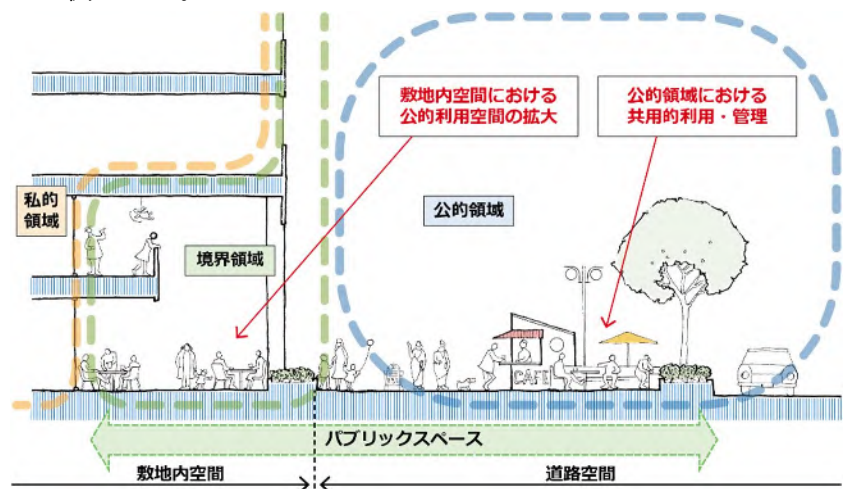 敷地内空間における
公的利用空間の拡大
公的領域における
共用的利用・管理
私的
領域
公的領域
境界領域
CAFE
パブリックスペース
敷地内空間
道路空間